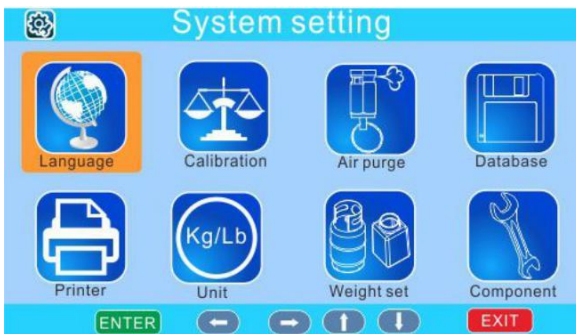 System setting
Language Calibration Air purge Database
Kg/Lb
Printer Unit Weight set Component
ENTER EXIT